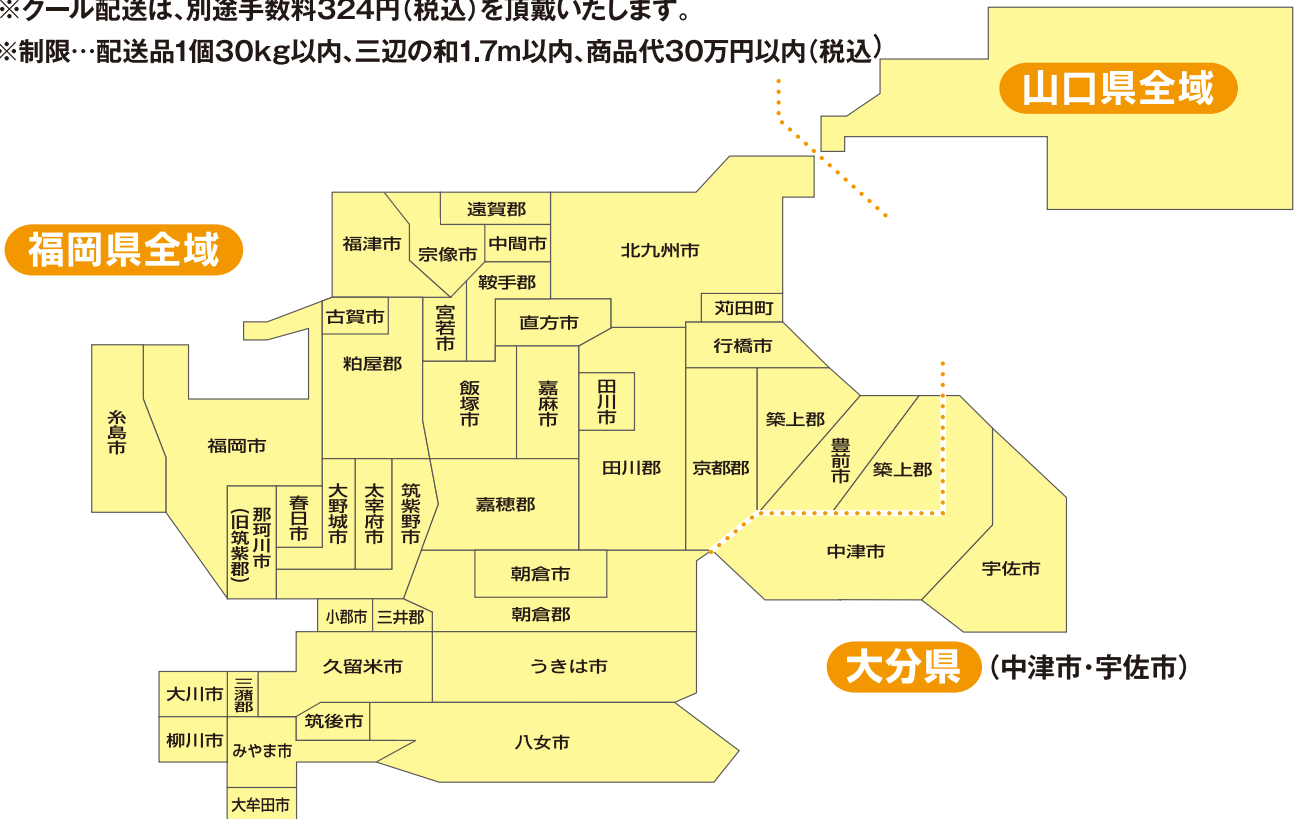 ※クール配送は、別途手数料324円(税込)を頂戴いたします。
※制限…配送品1個30kg以内、三辺の和1.7m以内、商品代30万円以内(税込)
山口県全域
福岡県全域
遠賀郡
福津市
宗像市
中間市
北九州市
鞍手郡
古賀市
宮若市
直方市
苅田町
行橋市
粕屋郡
飯塚市
嘉麻市
田川市
糸島市
福岡市
田川郡
京都郡
築上郡
豊前市
築上郡
那珂川市
(旧筑紫郡)
春日市
大野城市
太宰府市
筑紫野市
嘉穂郡
中津市
宇佐市
朝倉市
朝倉郡
小郡市
三井郡
久留米市
うきは市
大分県
(中津市・宇佐市)
大川市
三潴郡
筑後市
柳川市
みやま市
八女市
大牟田市